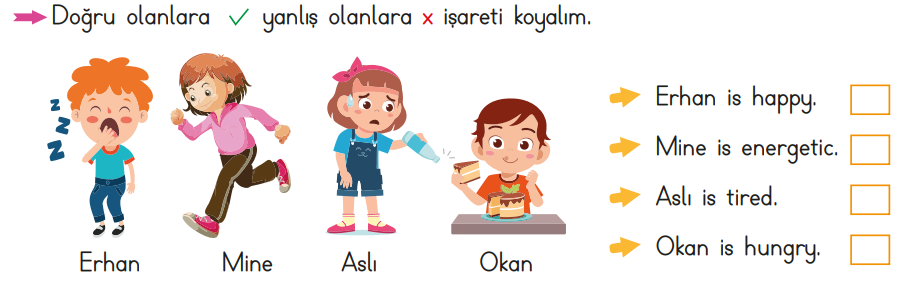 Doğru olanlara ✓ yanlış olanlara x işareti koyalım.
z
z
z
Erhan
Mine
Aslı
Okan
Erhan is happy.
Mine is energetic.
Aslı is tired.
Okan is hungry.